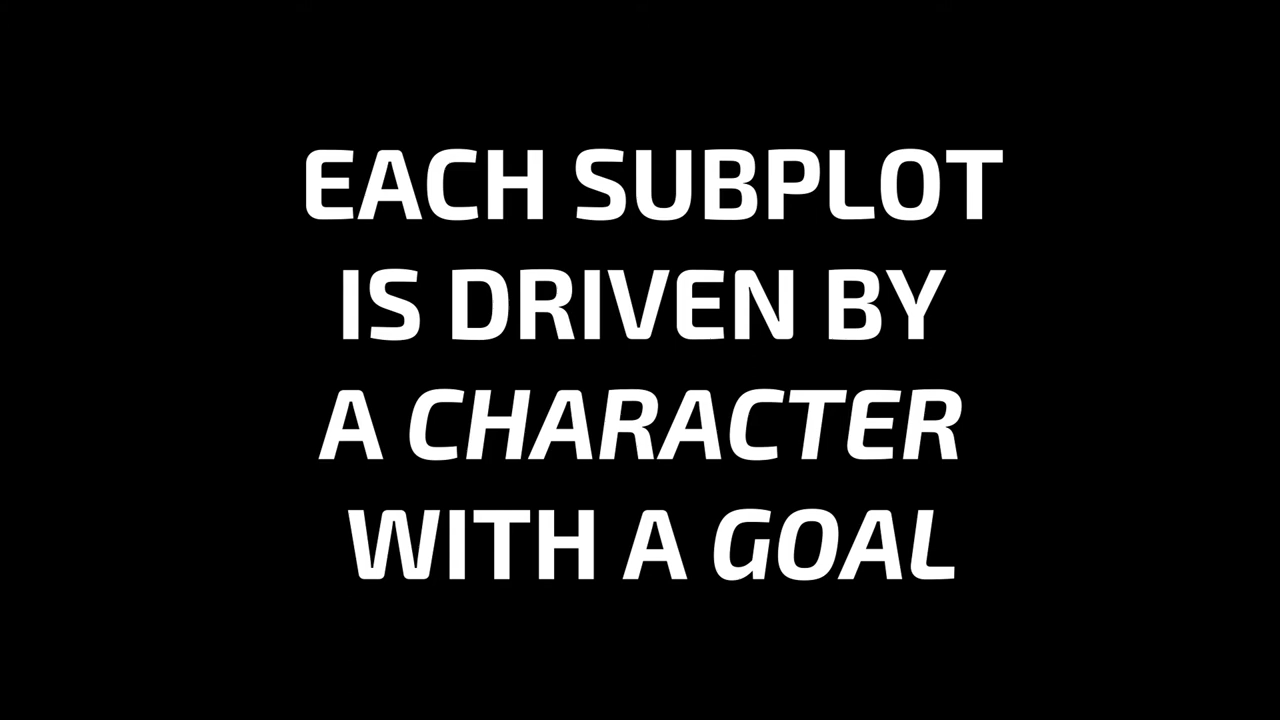 EACH SUBPLOT
IS DRIVEN BY
A CHARACTER
WITH A GOAL